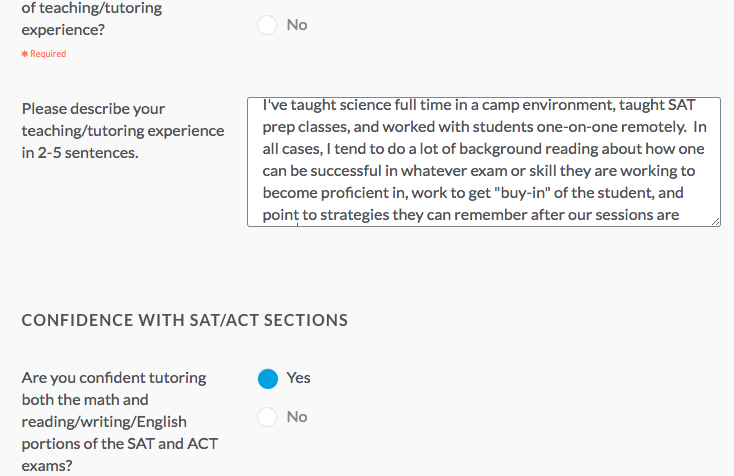 of teaching/tutoring
experience?
No
✱ Required
Please describe your
teaching/tutoring experience
in 2-5 sentences.
I've taught science full time in a camp environment, taught SAT
prep classes, and worked with students one-on-one remotely.  In
all cases, I tend to do a lot of background reading about how one
can be successful in whatever exam or skill they are working to
become proficient in, work to get "buy-in" of the student, and
point to strategies they can remember after our sessions are
CONFIDENCE WITH SAT/ACT SECTIONS
Are you confident tutoring
both the math and
reading/writing/English
portions of the SAT and ACT
exams?
Yes
No